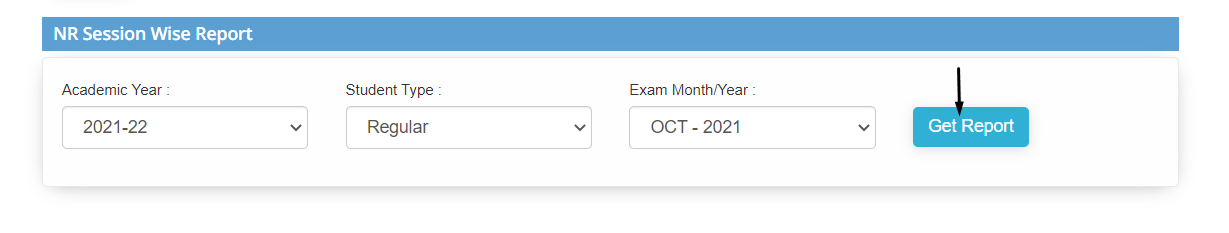 NR Session Wise Report
Academic Year :
Student Type :
Exam Month/Year :
2021-22
Regular
OCT - 2021
Get Report